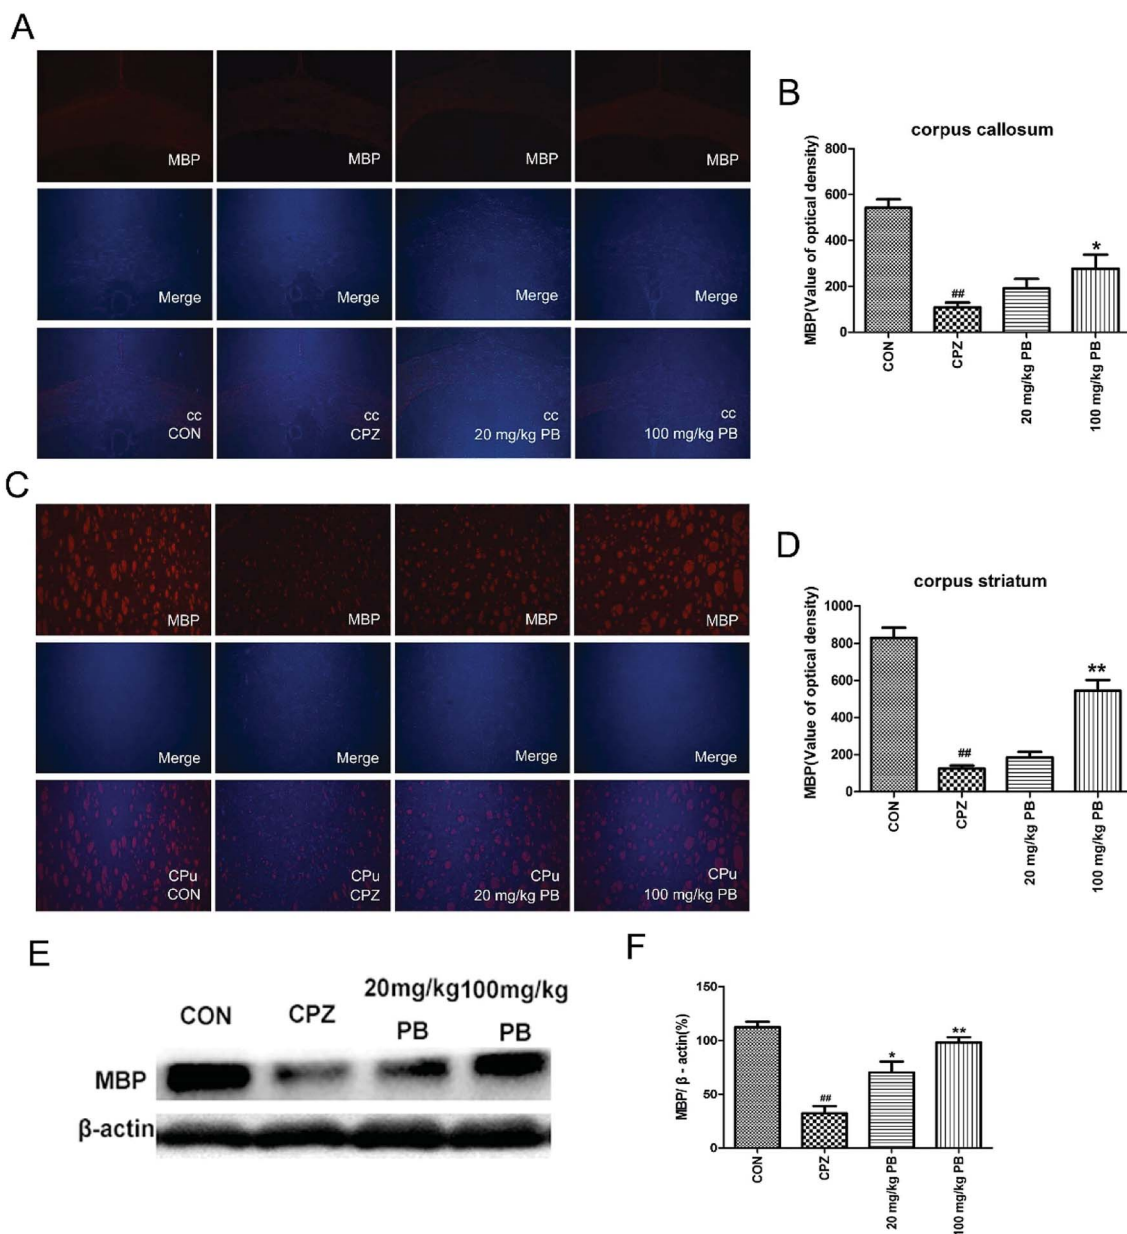 A
MBP
MBP
MBP
MBP
Merge
Merge
Merge
Merge
cc
CON
cc
CPZ
cc
20 mg/kg PB
cc
100 mg/kg PB
B
corpus callosum
MBP(Value of optical density)
800
600
400
200
0
##
*
CON
CPZ
20 mg/kg PB
100 mg/kg PB
C
MBP
MBP
MBP
MBP
Merge
Merge
Merge
Merge
CPu
CON
CPu
CPZ
CPu
20 mg/kg PB
CPu
100 mg/kg PB
D
corpus striatum
MBP(Value of optical density)
1000
800
600
400
200
0
##
**
CON
CPZ
20 mg/kg PB
100 mg/kg PB
E
CON
CPZ
20mg/kg
PB
100mg/kg
PB
MBP
β-actin
F
MBP/ β - actin(%)
150
100
50
0
##
*
**
CON
CPZ
20 mg/kg PB
100 mg/kg PB